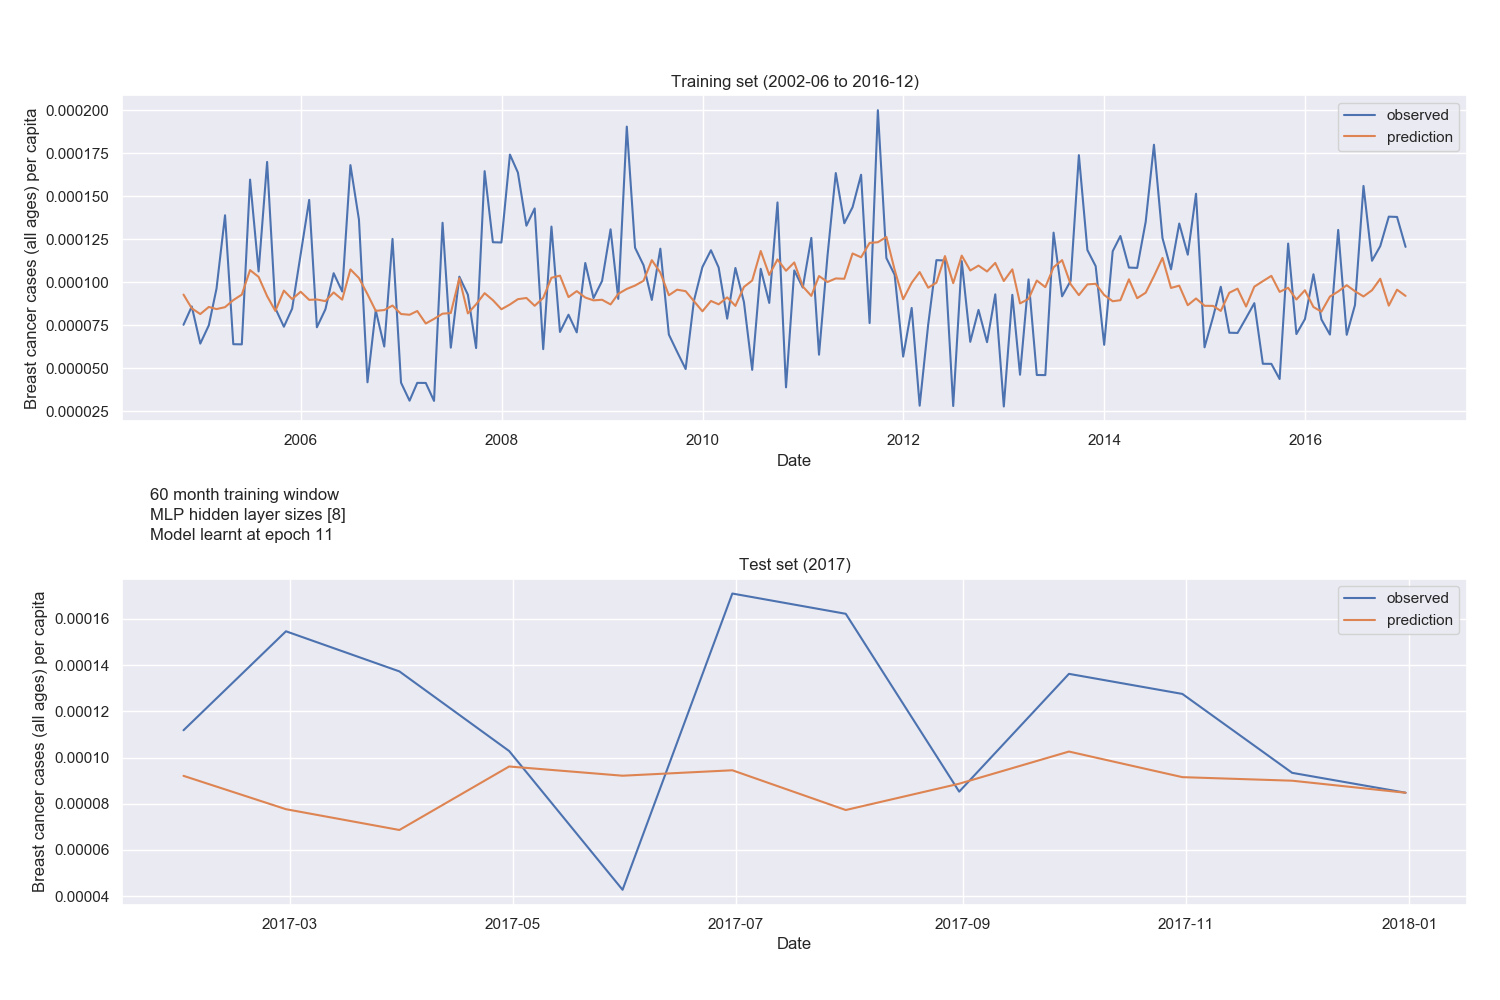 Training set (2002-06 to 2016-12)
Breast cancer cases (all ages) per capita
0.000200
0.000175
0.000150
0.000125
0.000100
0.000075
0.000050
0.000025
observed
prediction
2006
2008
2010
2012
2014
2016
Date
60 month training window
MLP hidden layer sizes [8]
Model learnt at epoch 11
Test set (2017)
Breast cancer cases (all ages) per capita
0.00016
0.00014
0.00012
0.00010
0.00008
0.00006
0.00004
observed
prediction
2017-03
2017-05
2017-07
2017-09
2017-11
2018-01
Date